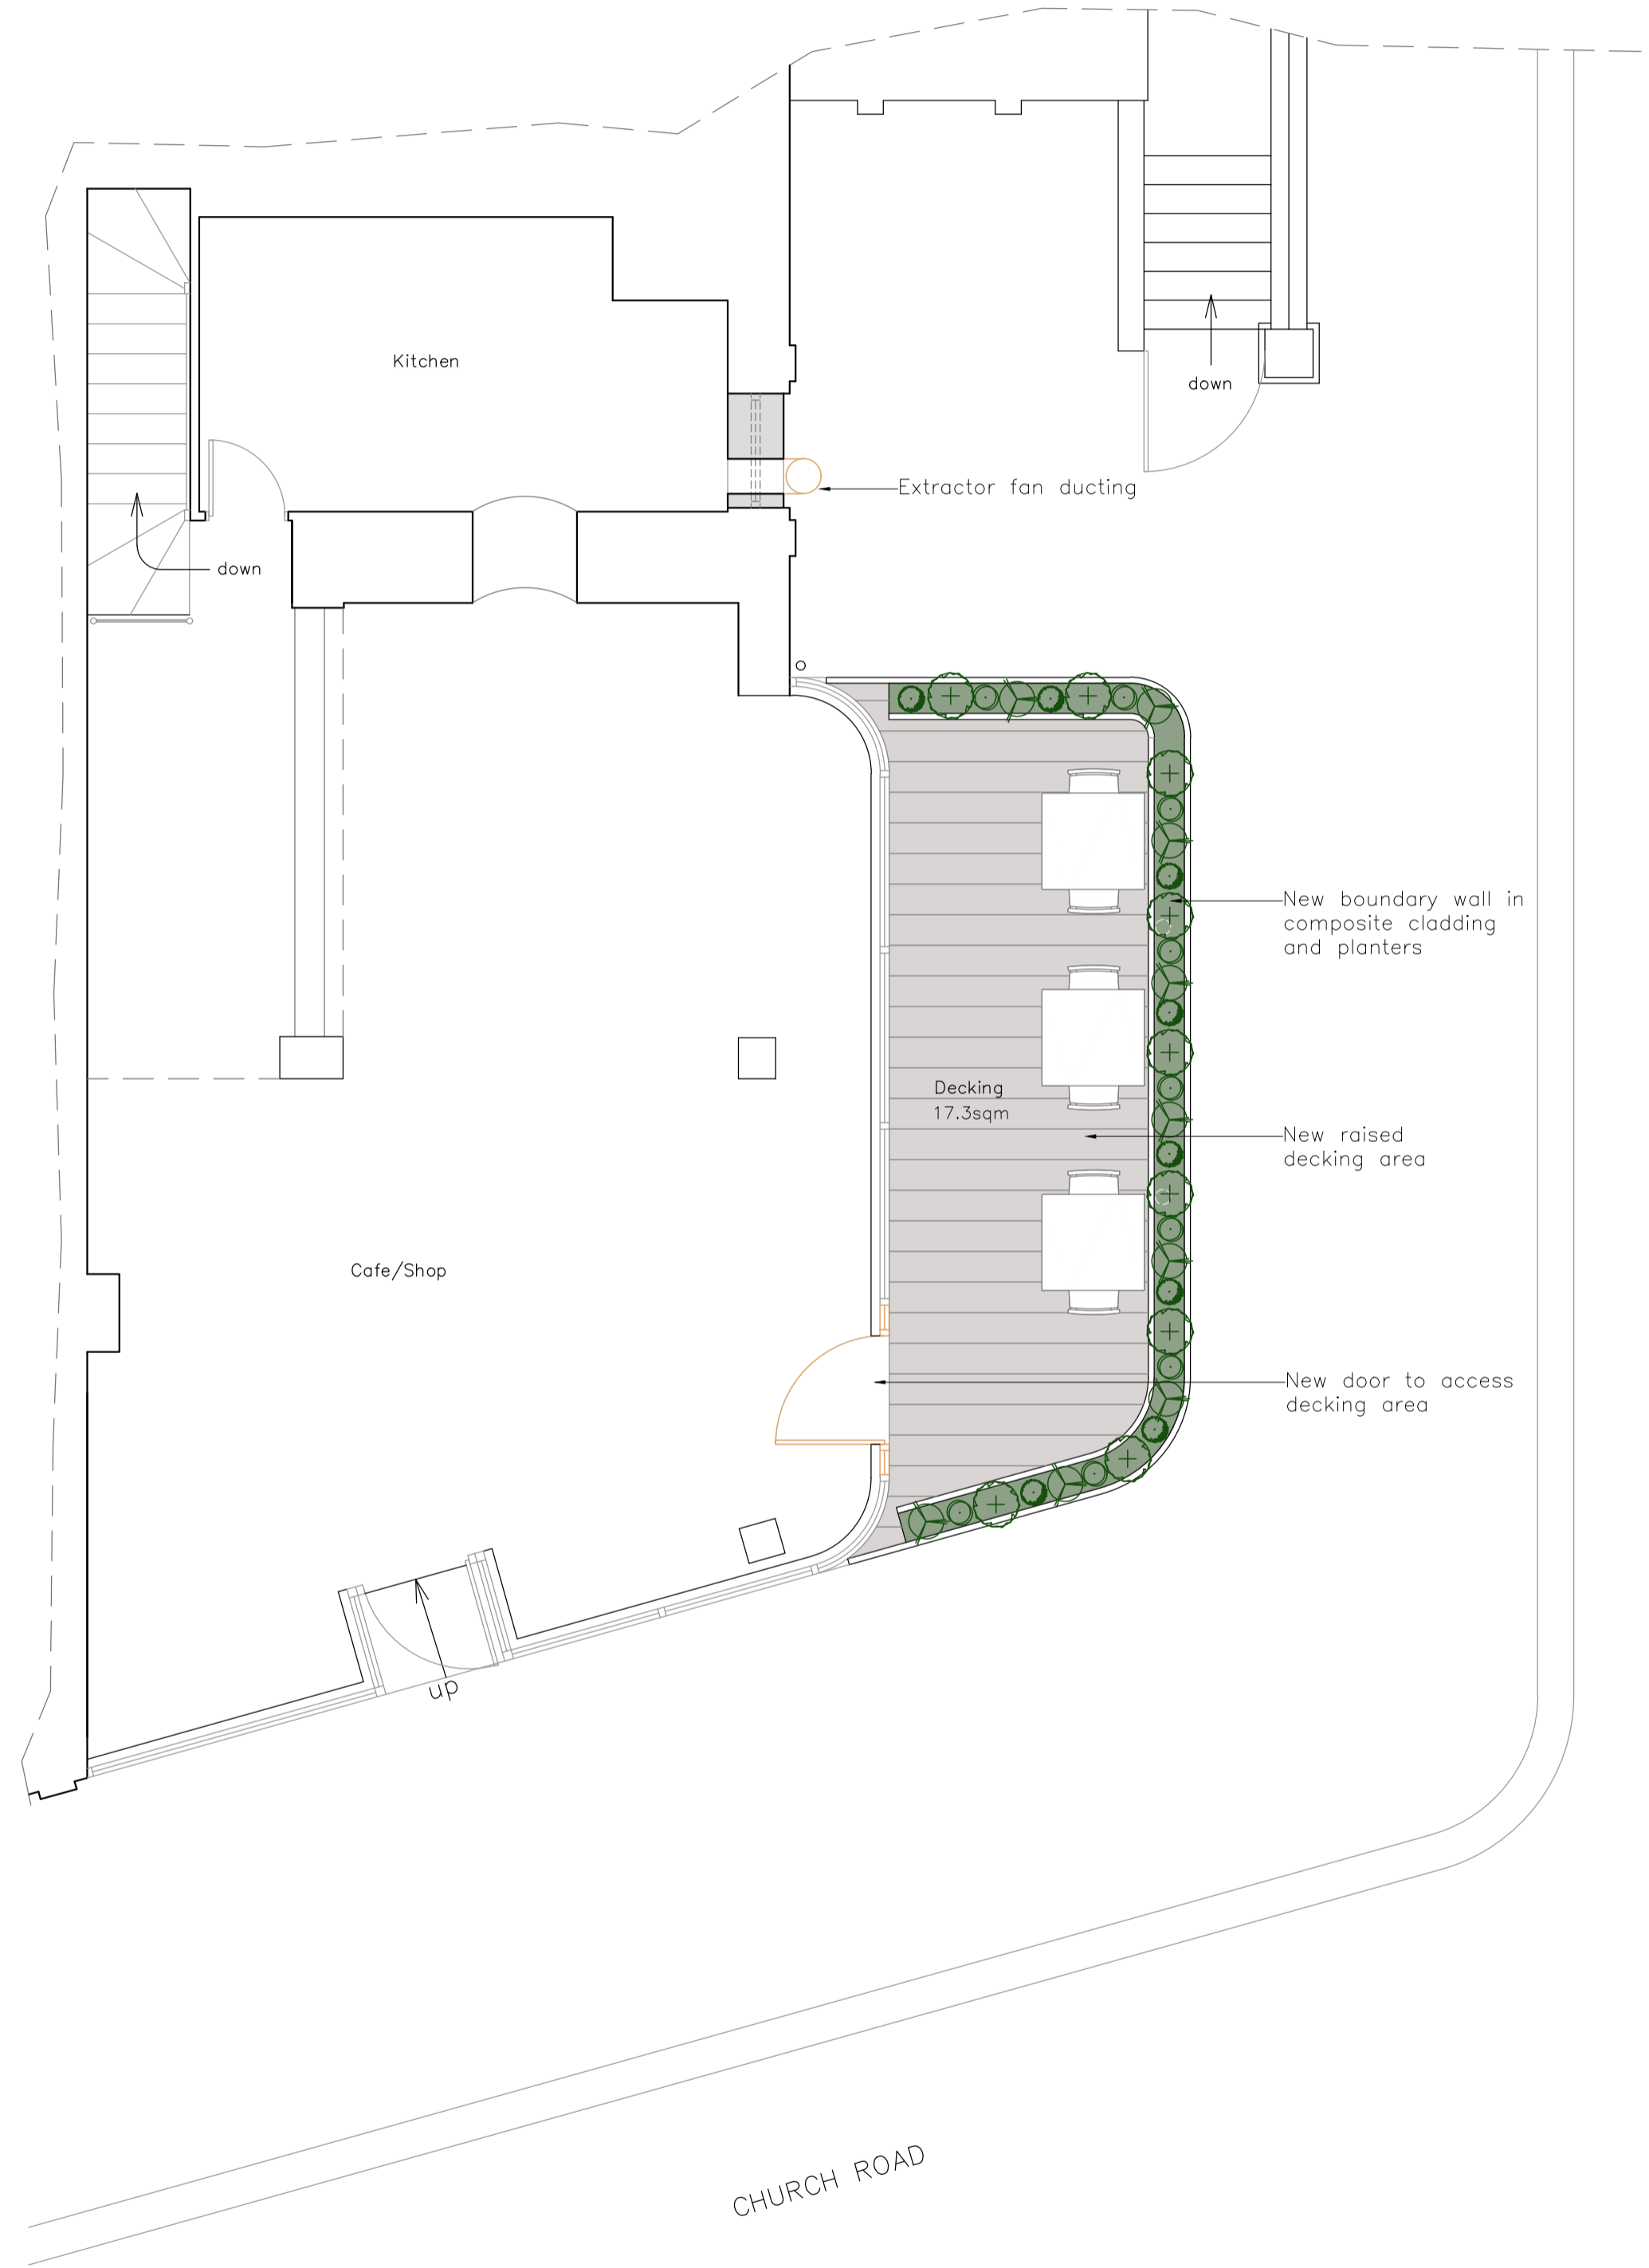 Kitchen
down
Extractor fan ducting
down
New boundary wall in
composite cladding
and planters
Decking
17.3sqm
New raised
decking area
Cafe/Shop
New door to access
decking area
up
CHURCH ROAD